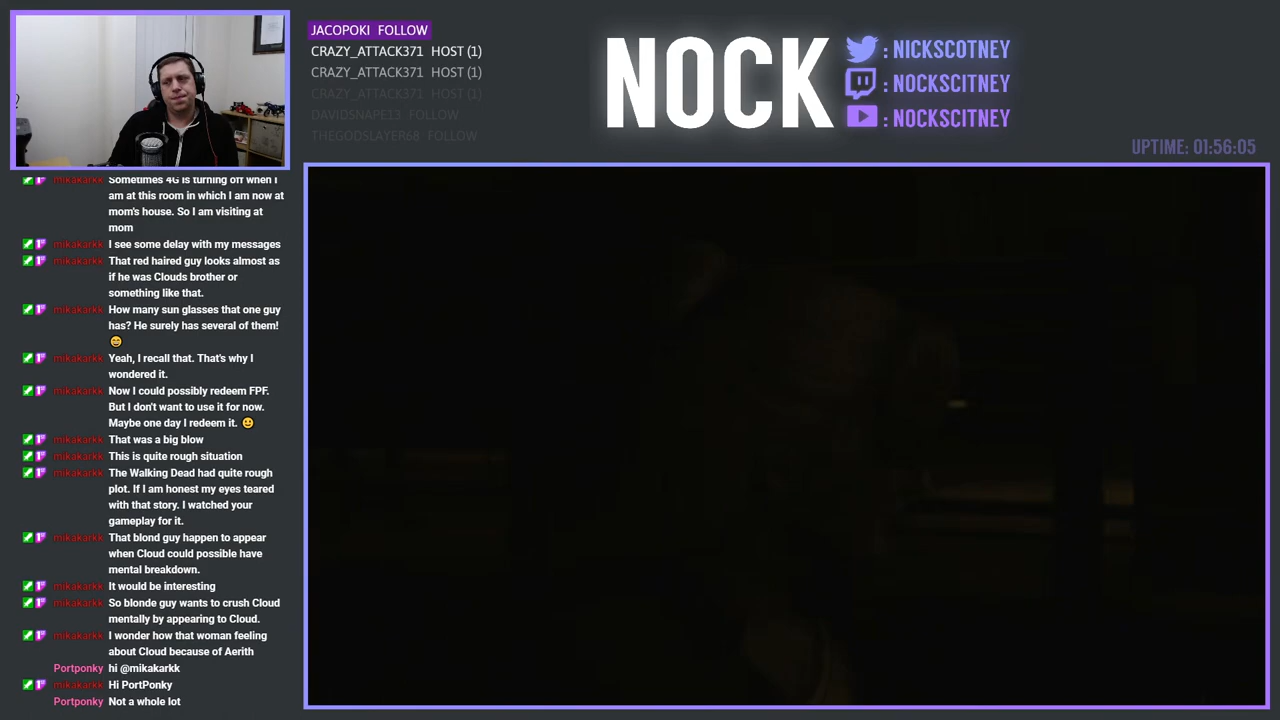 JACOPOKI FOLLOW
CRAZY_ATTACK371 HOST (1)
CRAZY_ATTACK371 HOST (1)
CRAZY_ATTACK371 HOST (1)
DAVIDSNAPE13 FOLLOW
THEGODSLAYER68 FOLLOW
NOCK
: NICKSCOTNEY
: NOCKSCITNEY
: NOCKSCITNEY
UPTIME: 01:56:05
mikakarkk Sometimes 4G is turning off when I
am at this room in which I am now at
mom's house. So I am visiting at
mom
mikakarkk I see some delay with my messages
mikakarkk That red haired guy looks almost as
if he was Clouds brother or
something like that.
mikakarkk How many sun glasses that one guy
has? He surely has several of them!
mikakarkk Yeah, I recall that. That's why I
wondered it.
mikakarkk Now I could possibly redeem FPF.
But I don't want to use it for now.
Maybe one day I redeem it.
mikakarkk That was a big blow
mikakarkk This is quite rough situation
mikakarkk The Walking Dead had quite rough
plot. If I am honest my eyes teared
with that story. I watched your
gameplay for it.
mikakarkk That blond guy happen to appear
when Cloud could possible have
mental breakdown.
mikakarkk It would be interesting
mikakarkk So blonde guy wants to crush Cloud
mentally by appearing to Cloud.
mikakarkk I wonder how that woman feeling
about Cloud because of Aerith
Portponky hi @mikakarkk
mikakarkk Hi PortPonky
Portponky Not a whole lot